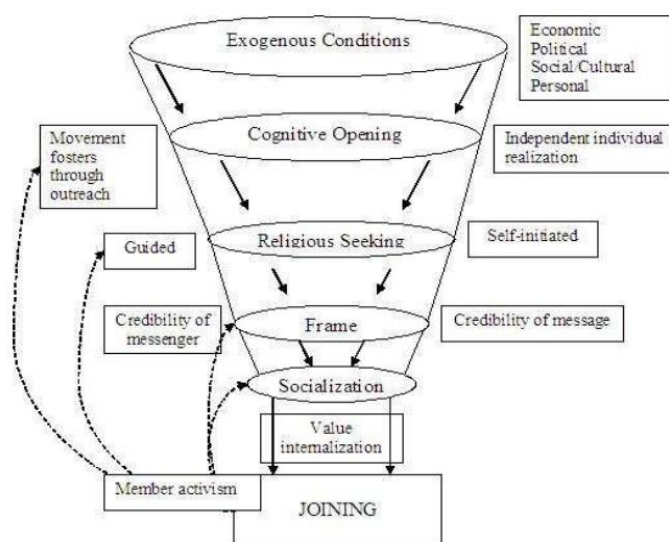 Exogenous Conditions
Economic
Political
Social/Cultural
Personal
Movement
fosters
through
outreach
Cognitive Opening
Independent individual
realization
Guided
Religious Seeking
Self-initiated
Credibility of
messenger
Frame
Credibility of message
Socialization
Value
internalization
Member activism
JOINING